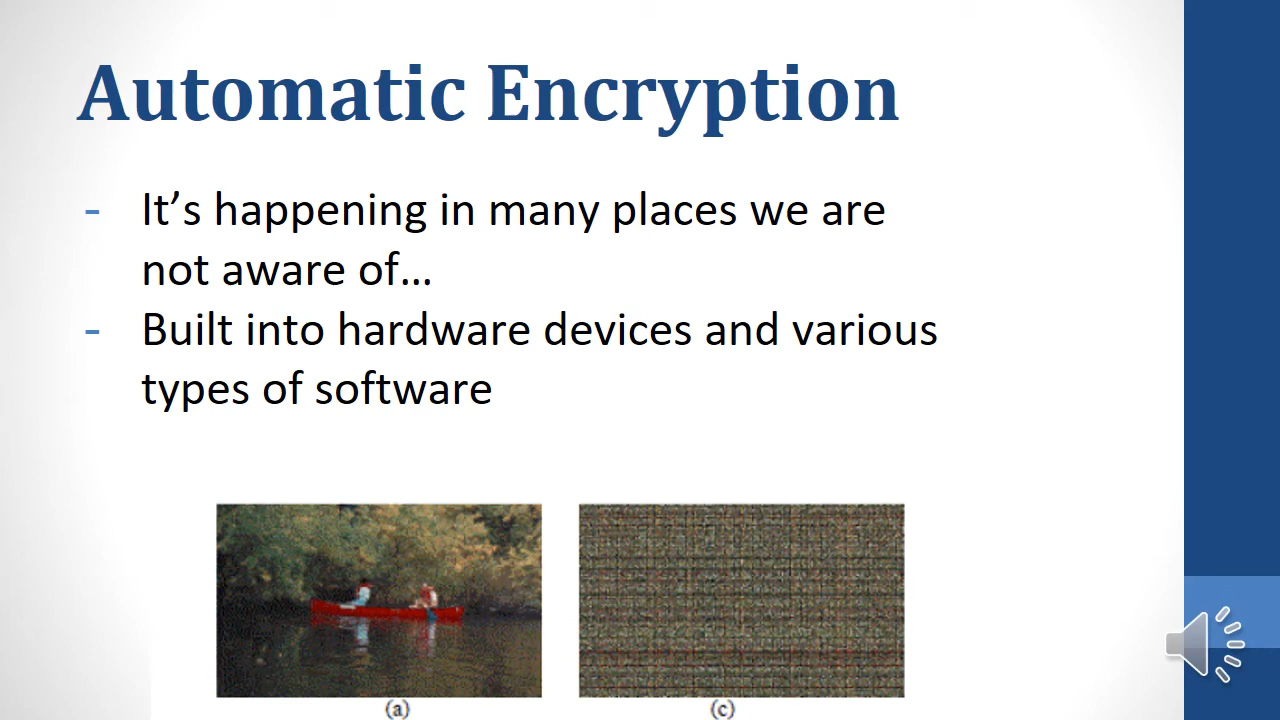 Automatic Encryption
- It’s happening in many places we are
not aware of…
- Built into hardware devices and various
types of software
(a) (c)